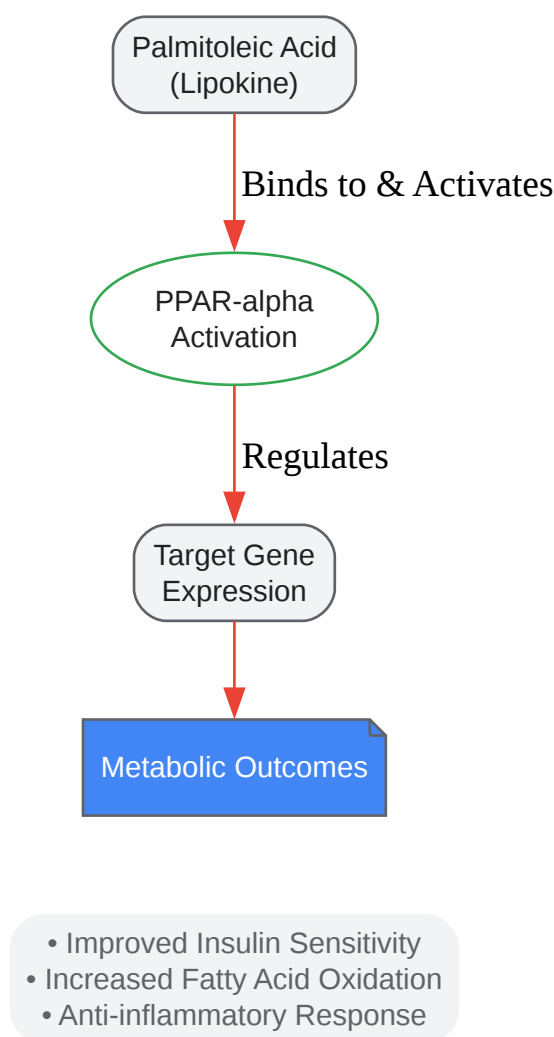 Palmitoleic Acid
(Lipokine)
Binds to & Activates
PPAR-alpha
Activation
Regulates
Target Gene
Expression
Metabolic Outcomes
• Improved Insulin Sensitivity
• Increased Fatty Acid Oxidation
• Anti-inflammatory Response